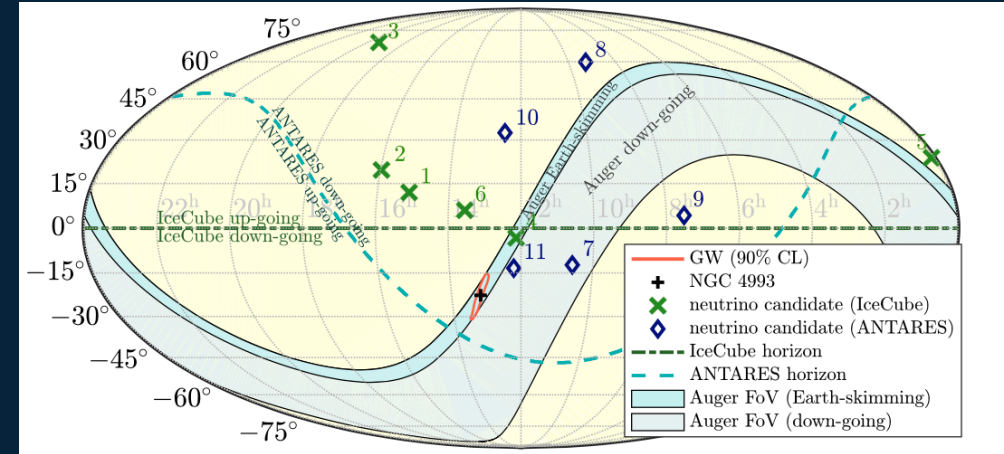 75°
60°
45°
30°
15°
0°
−15°
−30°
−45°
−60°
−75°
3
8
10
5
2
1
6
4
9
11
7
22h
20h
16h
14h
12h
10h
8h
6h
4h
2h
ANTARES down-going
ANTARES up-going
IceCube up-going
IceCube down-going
Auger Earth-skimming
Auger down-going
GW (90% CL)
NGC 4993
neutrino candidate (IceCube)
neutrino candidate (ANTARES)
IceCube horizon
ANTARES horizon
Auger FoV (Earth-skimming)
Auger FoV (down-going)